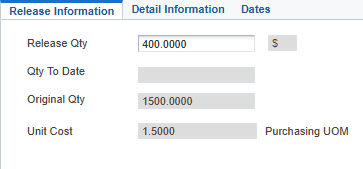 Release Information Detail Information Dates
Release Qty 400.0000 $
Qty To Date
Original Qty 1500.0000
Unit Cost 1.5000 Purchasing UOM